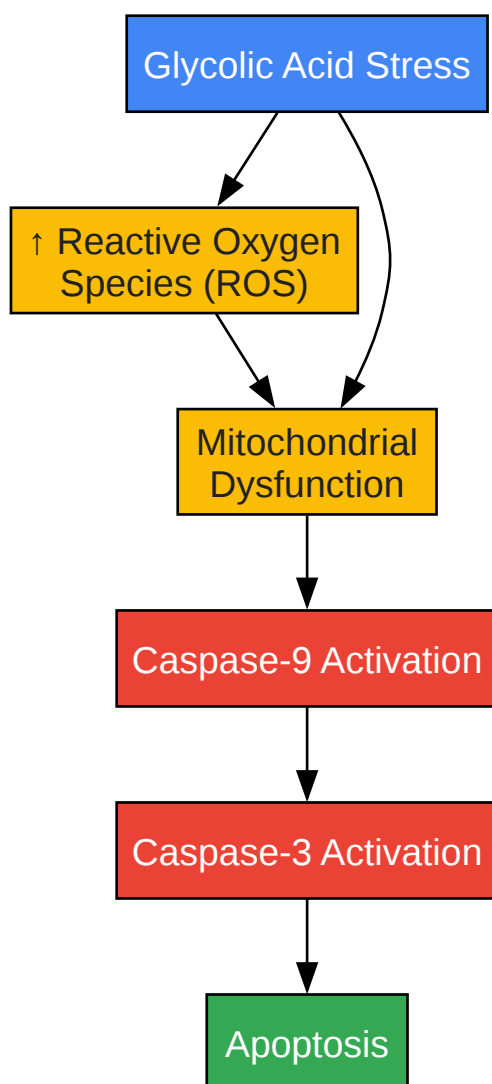 Glycolic Acid Stress
↑ Reactive Oxygen
Species (ROS)
Mitochondrial
Dysfunction
Caspase-9 Activation
Caspase-3 Activation
Apoptosis